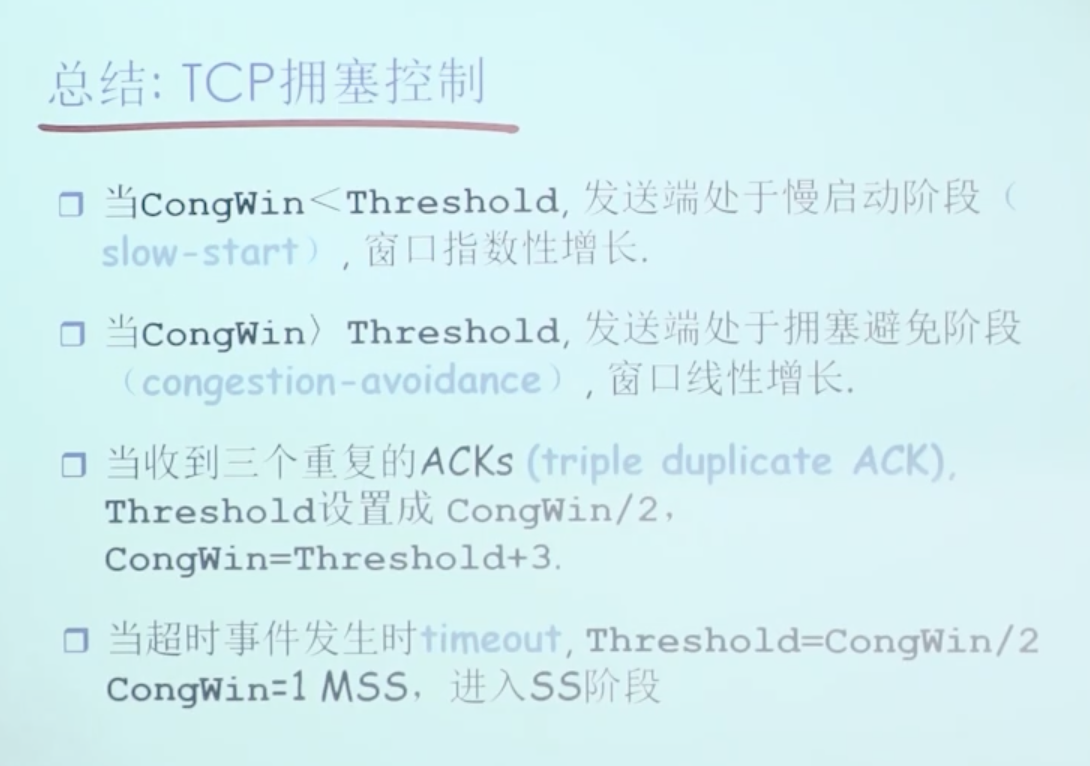 总结: TCP拥塞控制
当CongWin＜Threshold, 发送端处于慢启动阶段（
slow-start）, 窗口指数性增长.
当CongWin〉Threshold, 发送端处于拥塞避免阶段
（congestion-avoidance）, 窗口线性增长.
当收到三个重复的ACKs (triple duplicate ACK),
Threshold设置成 CongWin/2,
CongWin=Threshold+3.
当超时事件发生时timeout, Threshold=CongWin/2
CongWin=1 MSS，进入SS阶段